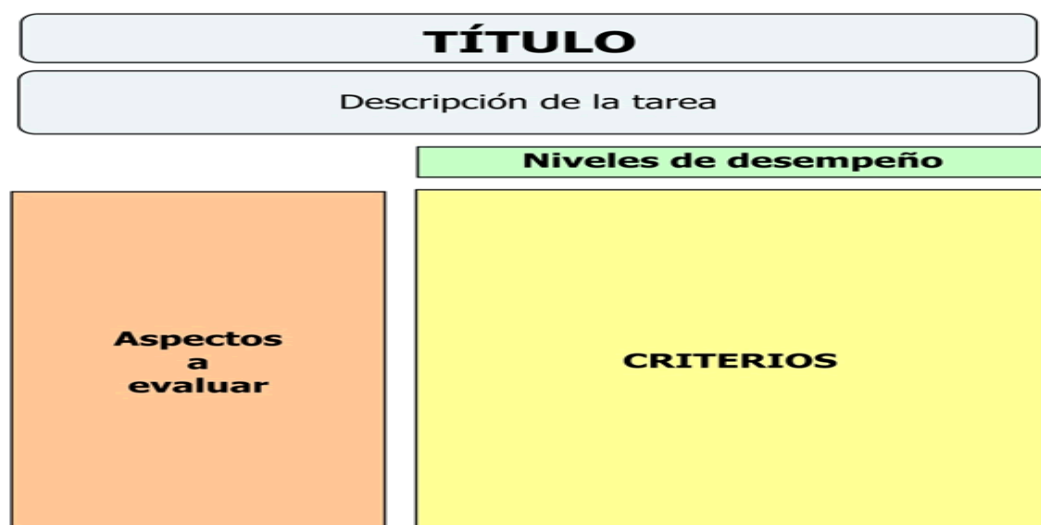 TÍTULO
Descripción de la tarea
Niveles de desempeño
Aspectos
a
evaluar
CRITERIOS